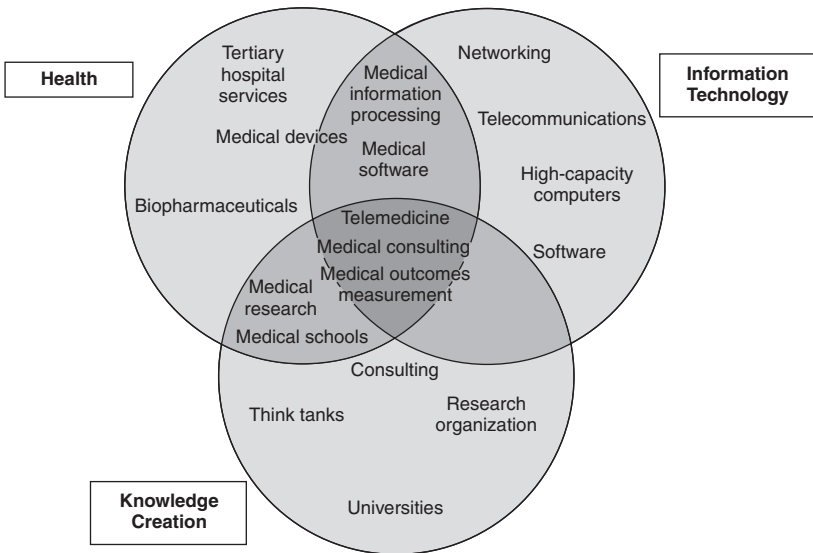 Health
Information
Technology
Tertiary
hospital
services
Medical devices
Biopharmaceuticals
Medical
information
processing
Medical
software
Networking
Telecommunications
High-capacity
computers
Software
Telemedicine
Medical consulting
Medical outcomes
measurement
Medical
research
Medical schools
Consulting
Think tanks
Research
organization
Universities
Knowledge
Creation